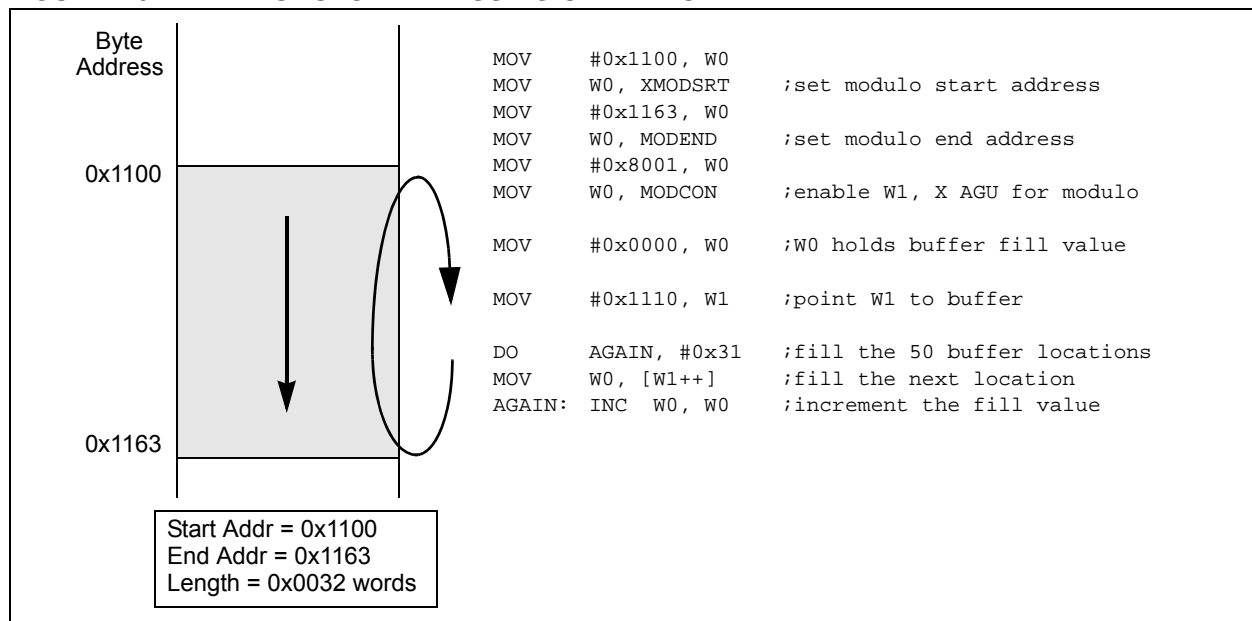 Byte
Address
0x1100
0x1163
Start Addr = 0x1100
End Addr = 0x1163
Length = 0x0032 words
MOV #0x1100, W0
MOV W0, XMODSRT ;set modulo start address
MOV #0x1163, W0
MOV W0, MODEND ;set modulo end address
MOV #0x8001, W0
MOV W0, MODCON ;enable W1, X AGU for modulo
MOV #0x0000, W0 ;W0 holds buffer fill value
MOV #0x1110, W1 ;point W1 to buffer
DO AGAIN, #0x31 ;fill the 50 buffer locations
MOV W0, [W1++] ;fill the next location
AGAIN: INC W0, W0 ;increment the fill value